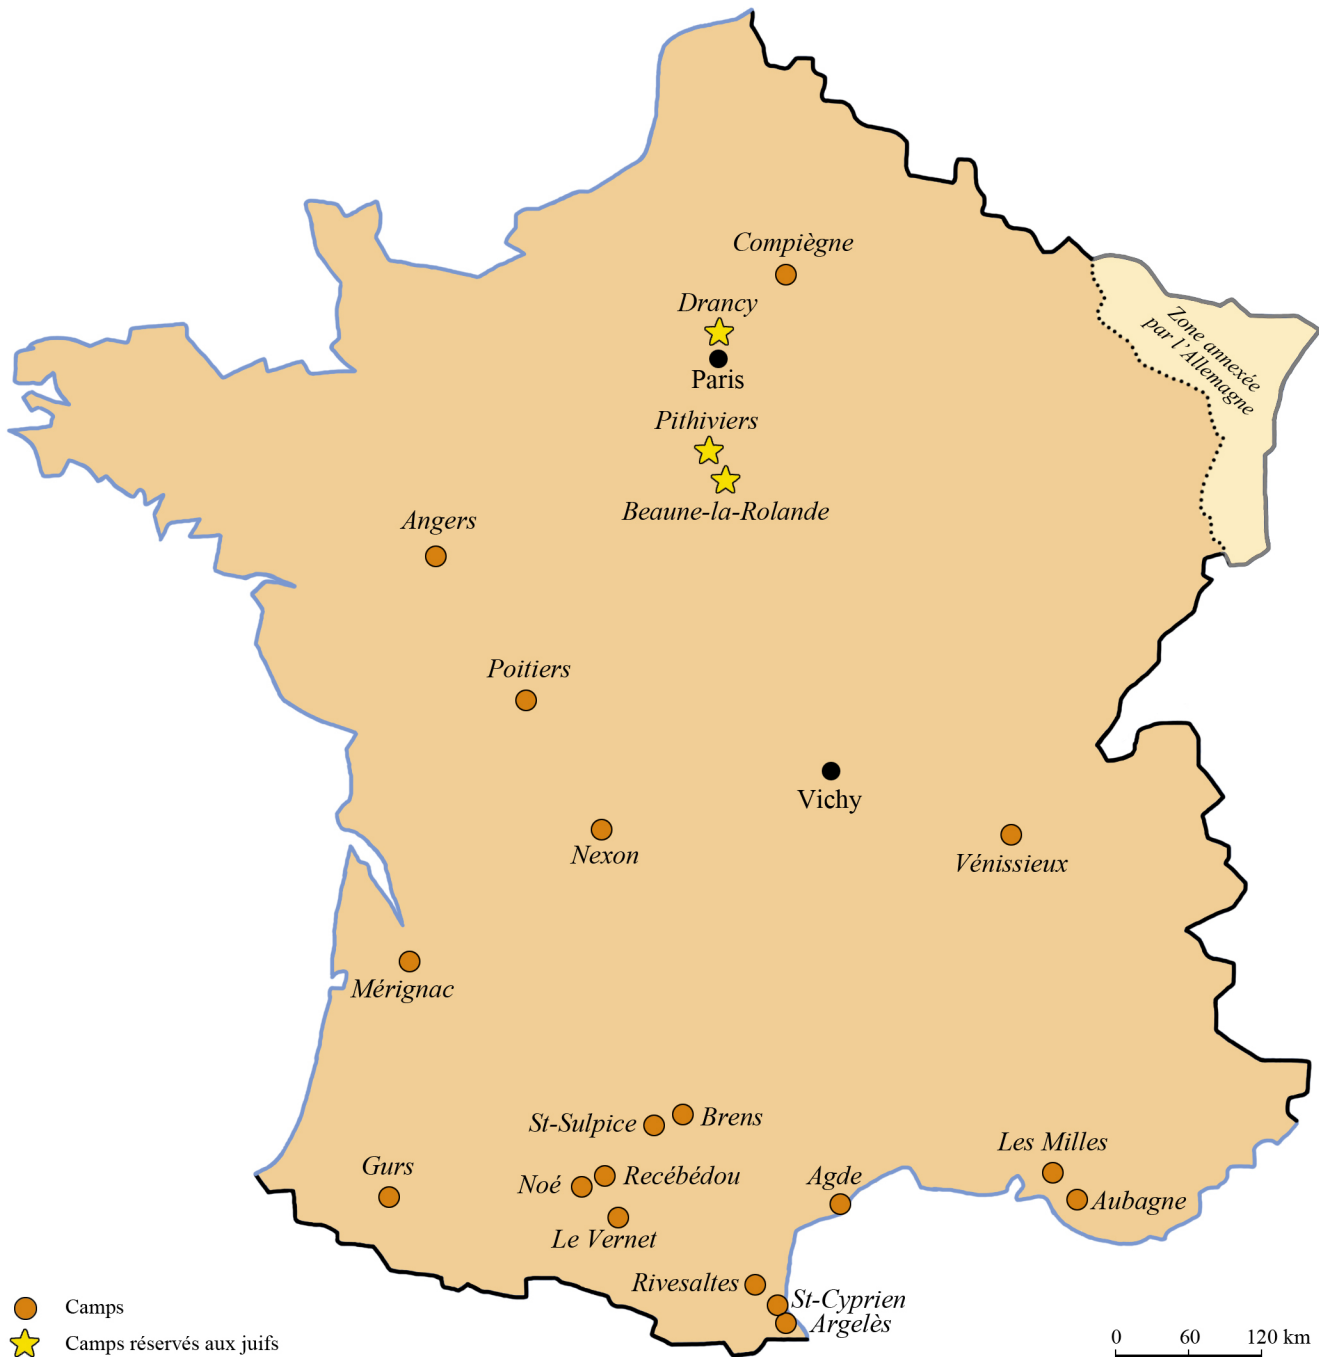 Compiègne
Drancy
Paris
Zone annexée
par l'Allemagne
Pithiviers
Beaune-la-Rolande
Angers
Poitiers
Vichy
Nexon
Vénissieux
Mérignac
St-Sulpice
Brens
Les Milles
Gurs
Noé
Recébédou
Agde
Aubagne
Le Vernet
Rivesaltes
St-Cyprien
Argelès
Camps
Camps réservés aux juifs
0 60 120 km